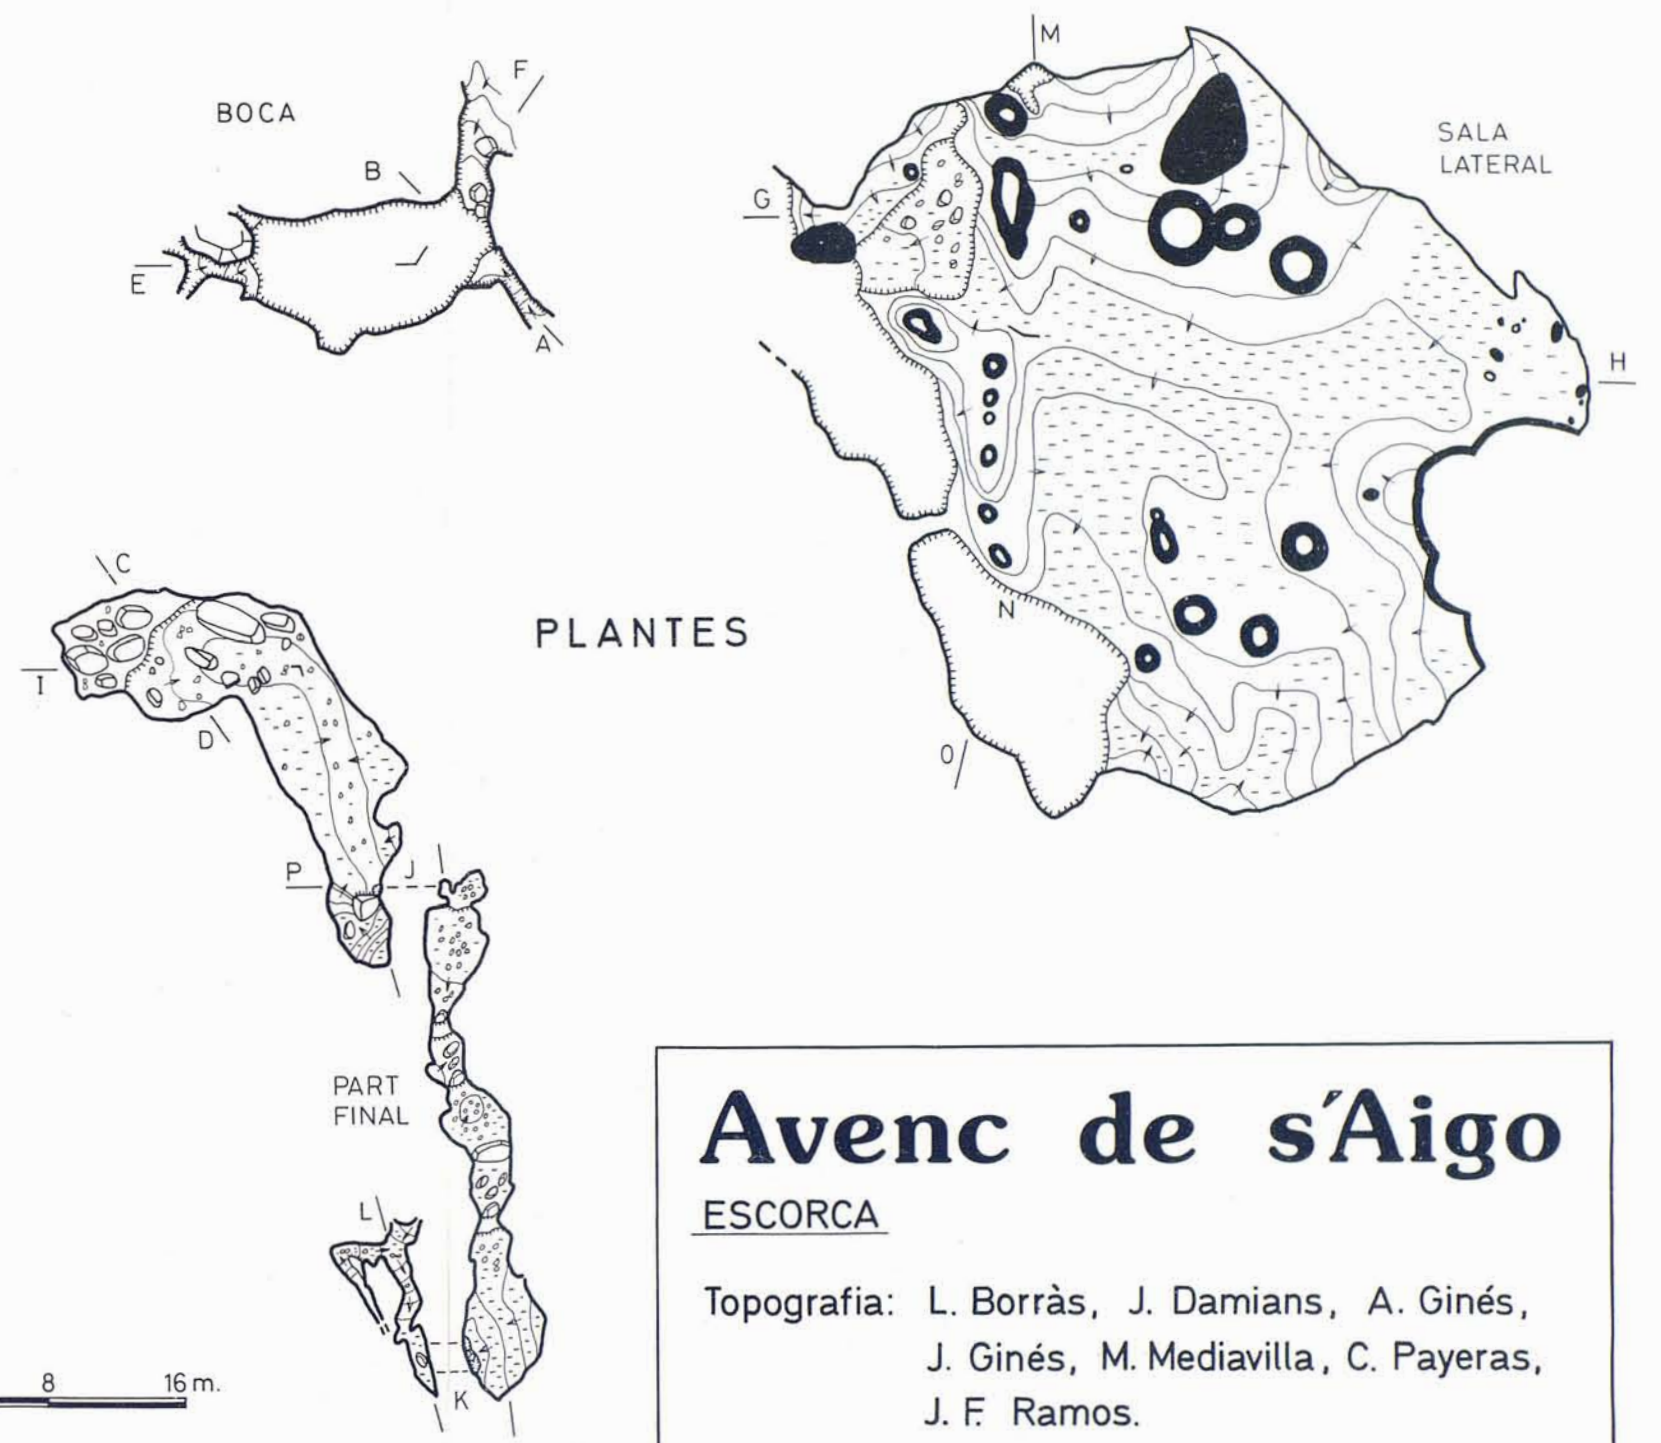 M
F
BOCA
SALA
LATERAL
B
G
E
A
H
C
PLANTES
N
I
D
O
P
J
PART
FINAL
L
8 16 m.
K
Avenc de s'Aigo
ESCORCA
Topografia: L. Borràs, J. Damians, A. Ginés,
J. Ginés, M. Mediavilla, C. Payeras,
J. F. Ramos.